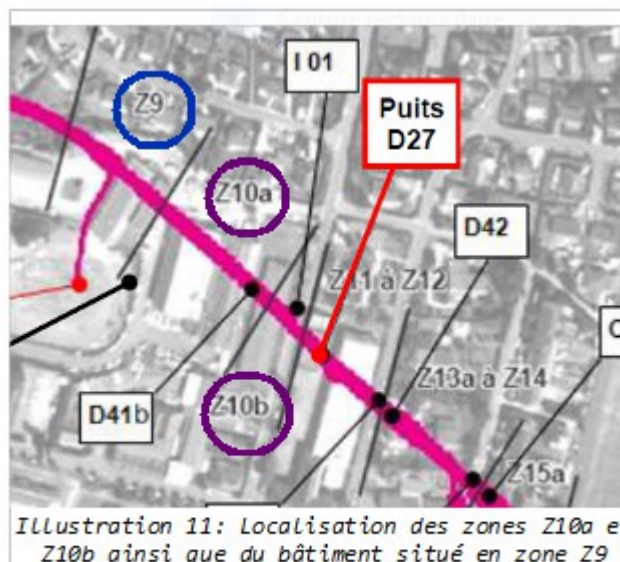 I 01
Z9
Puits
D27
Z10a
D42
Z11 à Z12
Z13a à Z14
D41b
Z10b
Z15a
Illustration 11: Localisation des zones Z10a e
Z10b ainsi que du bâtiment situé en zone Z9